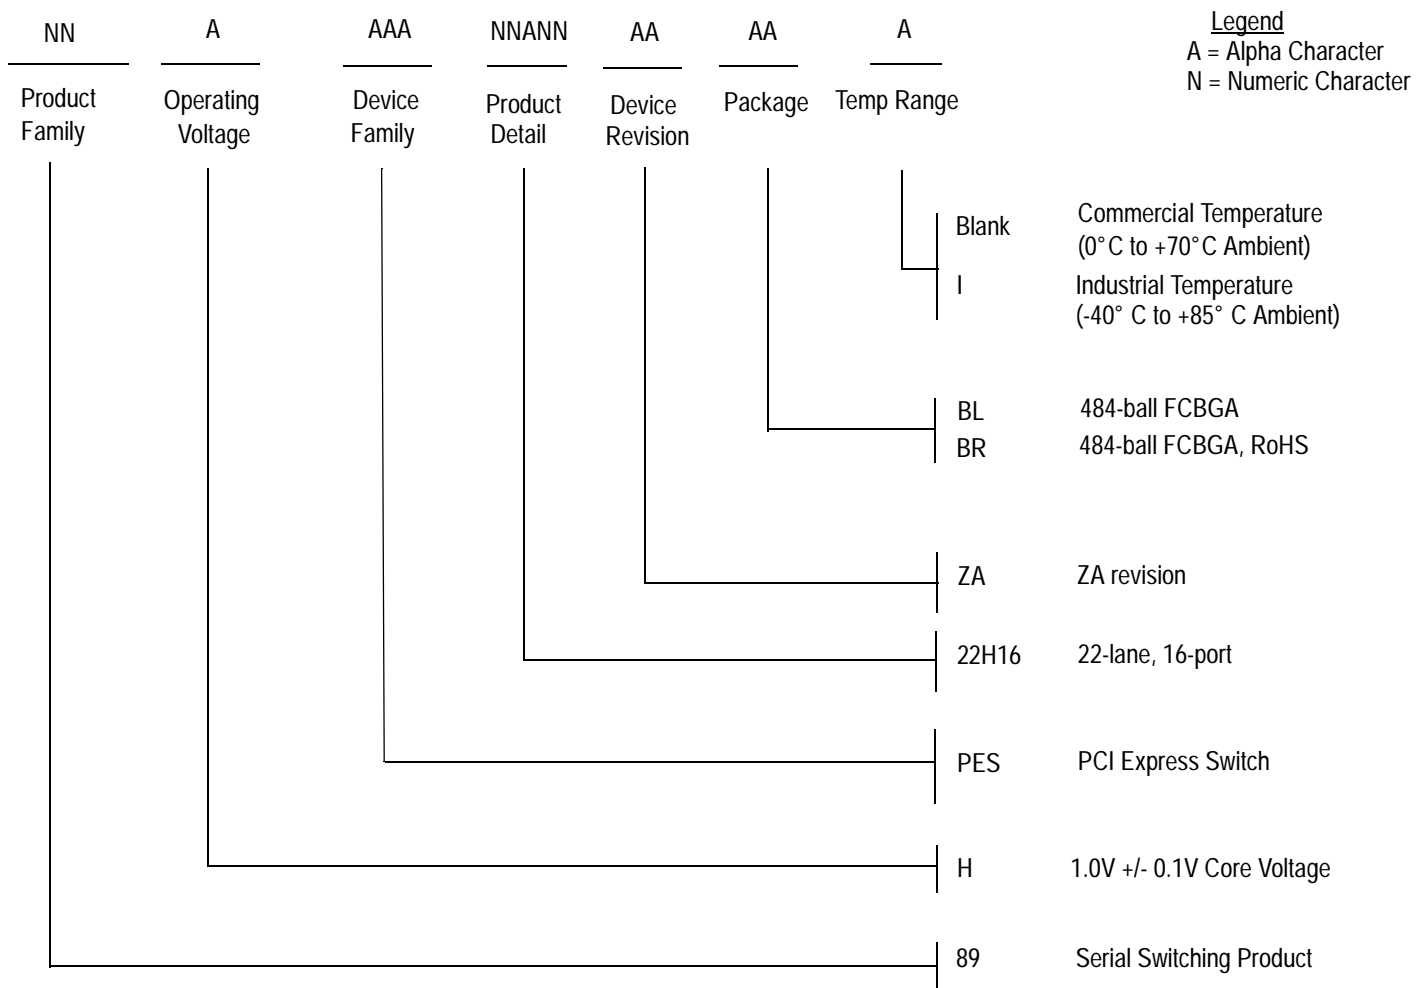 NN A AAA NNANN AA AA A
Legend
A = Alpha Character
N = Numeric Character
Product
Family
Operating
Voltage
Device
Family
Product
Detail
Device
Revision
Package
Temp Range
Blank Commercial Temperature
(0°C to +70°C Ambient)
I Industrial Temperature
(-40° C to +85° C Ambient)
BL 484-ball FCBGA
BR 484-ball FCBGA, RoHS
ZA ZA revision
22H16 22-lane, 16-port
PES PCI Express Switch
H 1.0V +/- 0.1V Core Voltage
89 Serial Switching Product